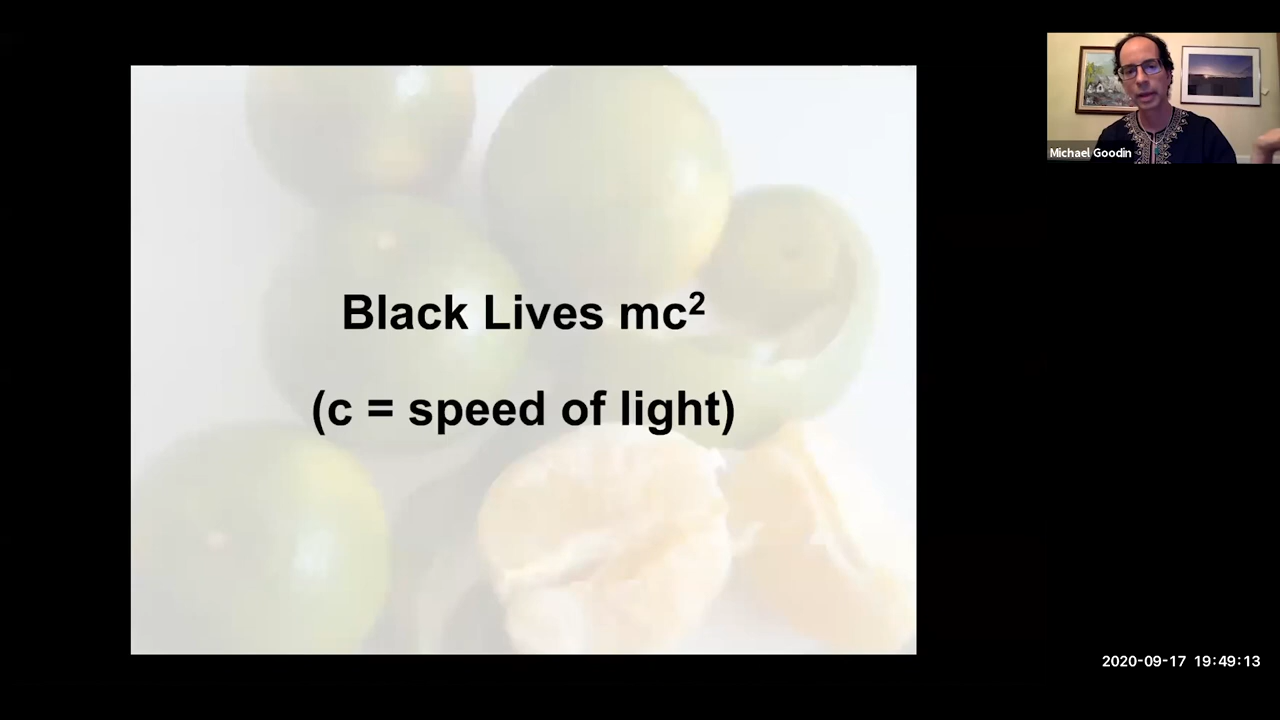 Black Lives mc²
(c = speed of light)
Michael Goodin
2020-09-17 19:49:13